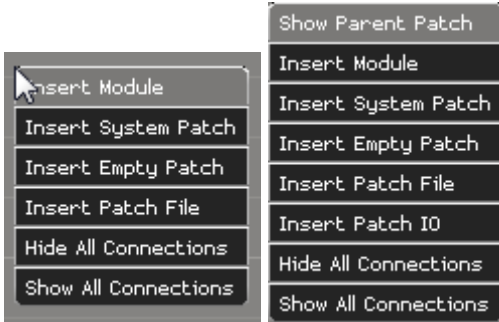 Insert Module
Insert System Patch
Insert Empty Patch
Insert Patch File
Hide All Connections
Show All Connections
Show Parent Patch
Insert Module
Insert System Patch
Insert Empty Patch
Insert Patch File
Insert Patch IO
Hide All Connections
Show All Connections